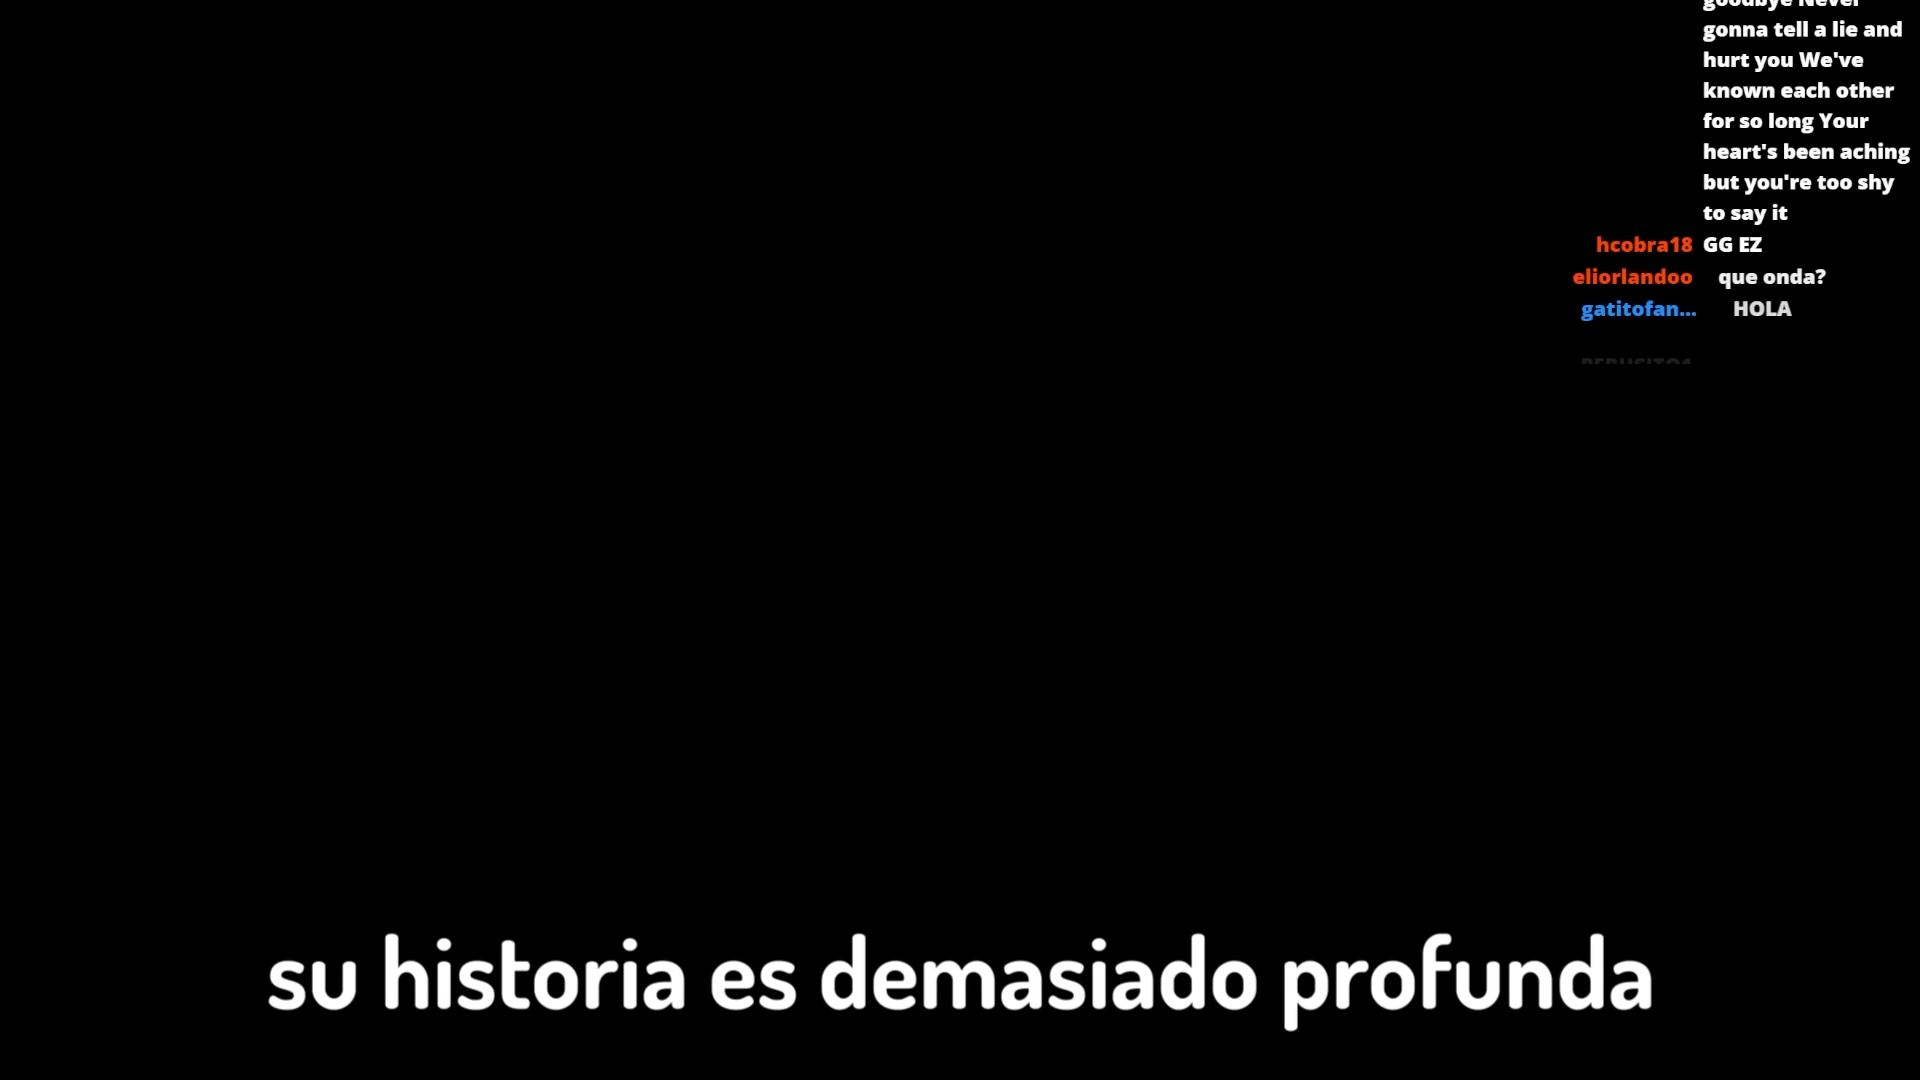 goodbye Never
gonna tell a lie and
hurt you We've
known each other
for so long Your
heart's been aching
but you're too shy
to say it
hcobra18 GG EZ
eliorlandoo que onda?
gatitofan... HOLA
su historia es demasiado profunda